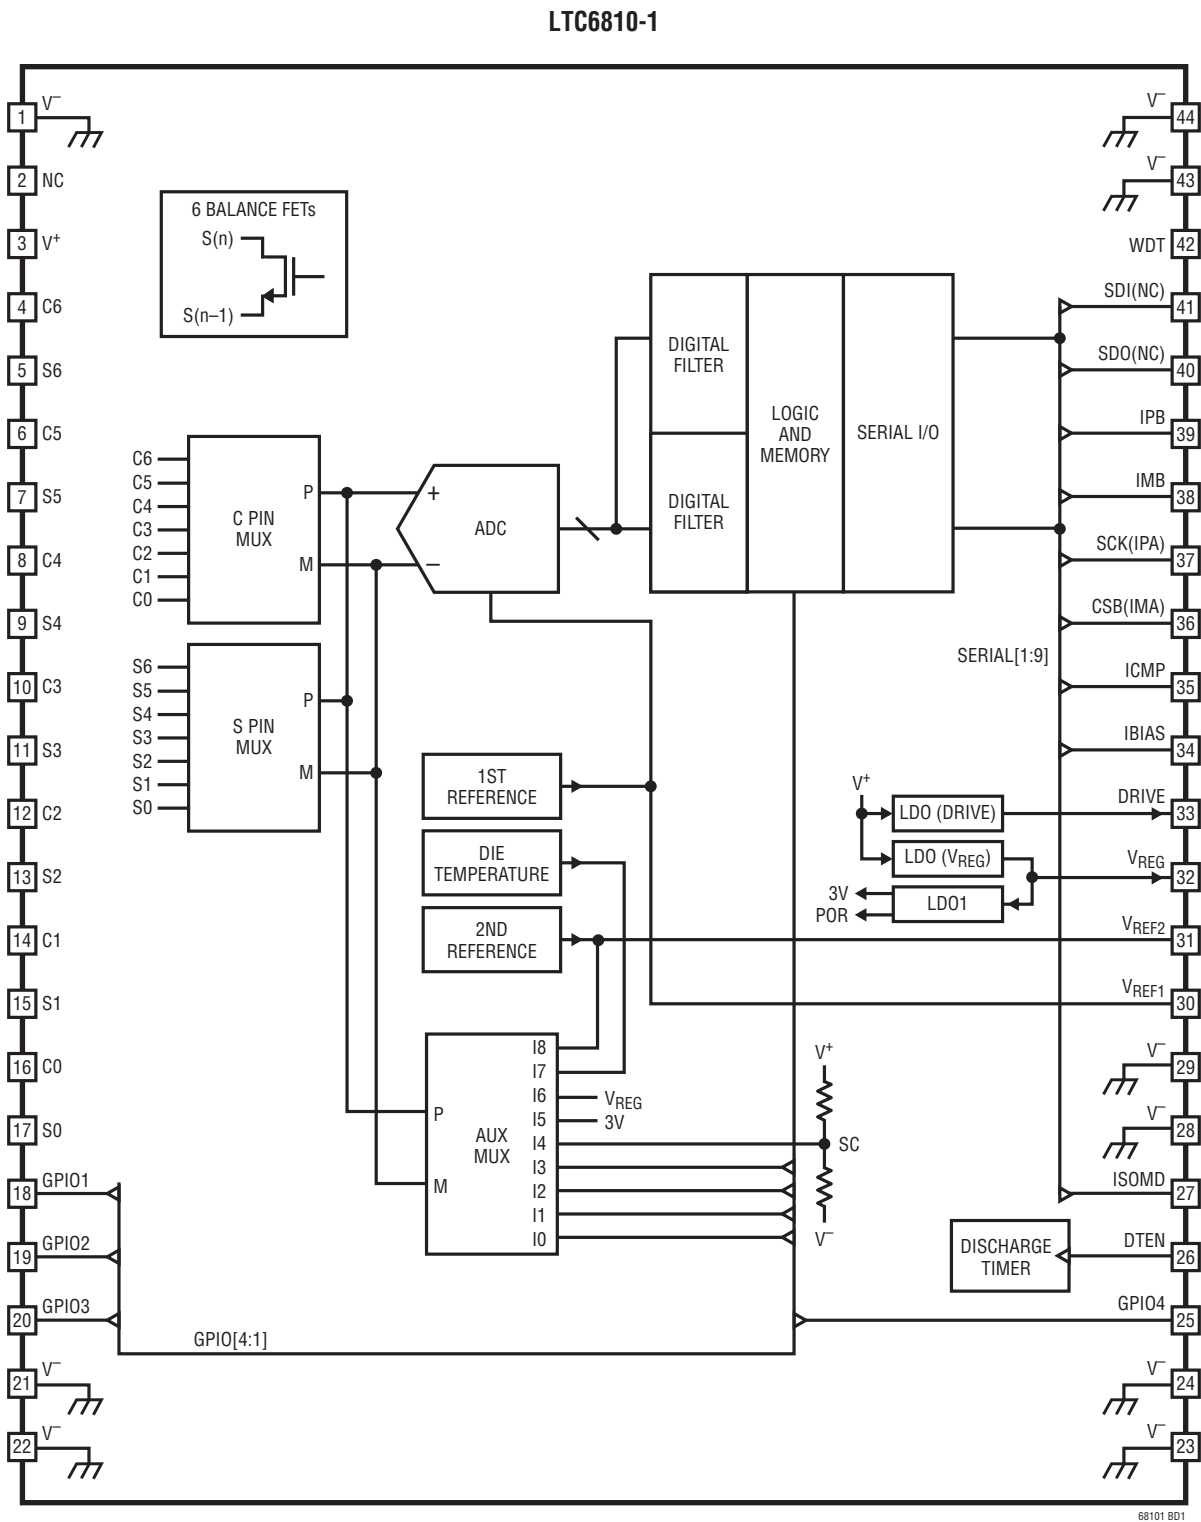 LTC6810-1
1 V–
2 NC
3 V+
4 C6
5 S6
6 C5
7 S5
8 C4
9 S4
10 C3
11 S3
12 C2
13 S2
14 C1
15 S1
16 C0
17 S0
18 GPIO1
19 GPIO2
20 GPIO3
21 V–
22 V–
6 BALANCE FETs
S(n)
S(n–1)
C6
C5
C4
C3
C2
C1
C0
C PIN
MUX
P
M
S6
S5
S4
S3
S2
S1
S0
S PIN
MUX
P
M
+
ADC
–
DIGITAL
FILTER
DIGITAL
FILTER
LOGIC
AND
MEMORY
SERIAL I/O
SERIAL[1:9]
1ST
REFERENCE
DIE
TEMPERATURE
2ND
REFERENCE
V+
LDO (DRIVE)
LDO (VREG)
LDO1
3V
POR
P
M
AUX
MUX
I8
I7
I6
I5
I4
I3
I2
I1
I0
VREG
3V
V+
SC
V–
GPIO[4:1]
DISCHARGE
TIMER
V– 44
V– 43
WDT 42
SDI(NC) 41
SDO(NC) 40
IPB 39
IMB 38
SCK(IPA) 37
CSB(IMA) 36
ICMP 35
IBIAS 34
DRIVE 33
VREG 32
VREF2 31
VREF1 30
V– 29
V– 28
ISOMD 27
DTEN 26
GPIO4 25
V– 24
V– 23
68101 BD1